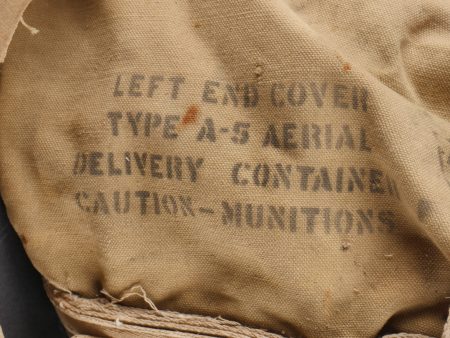 LEFT END COVER
TYPE A-5 AERIAL
DELIVERY CONTAINER
CAUTION-MUNITIONS